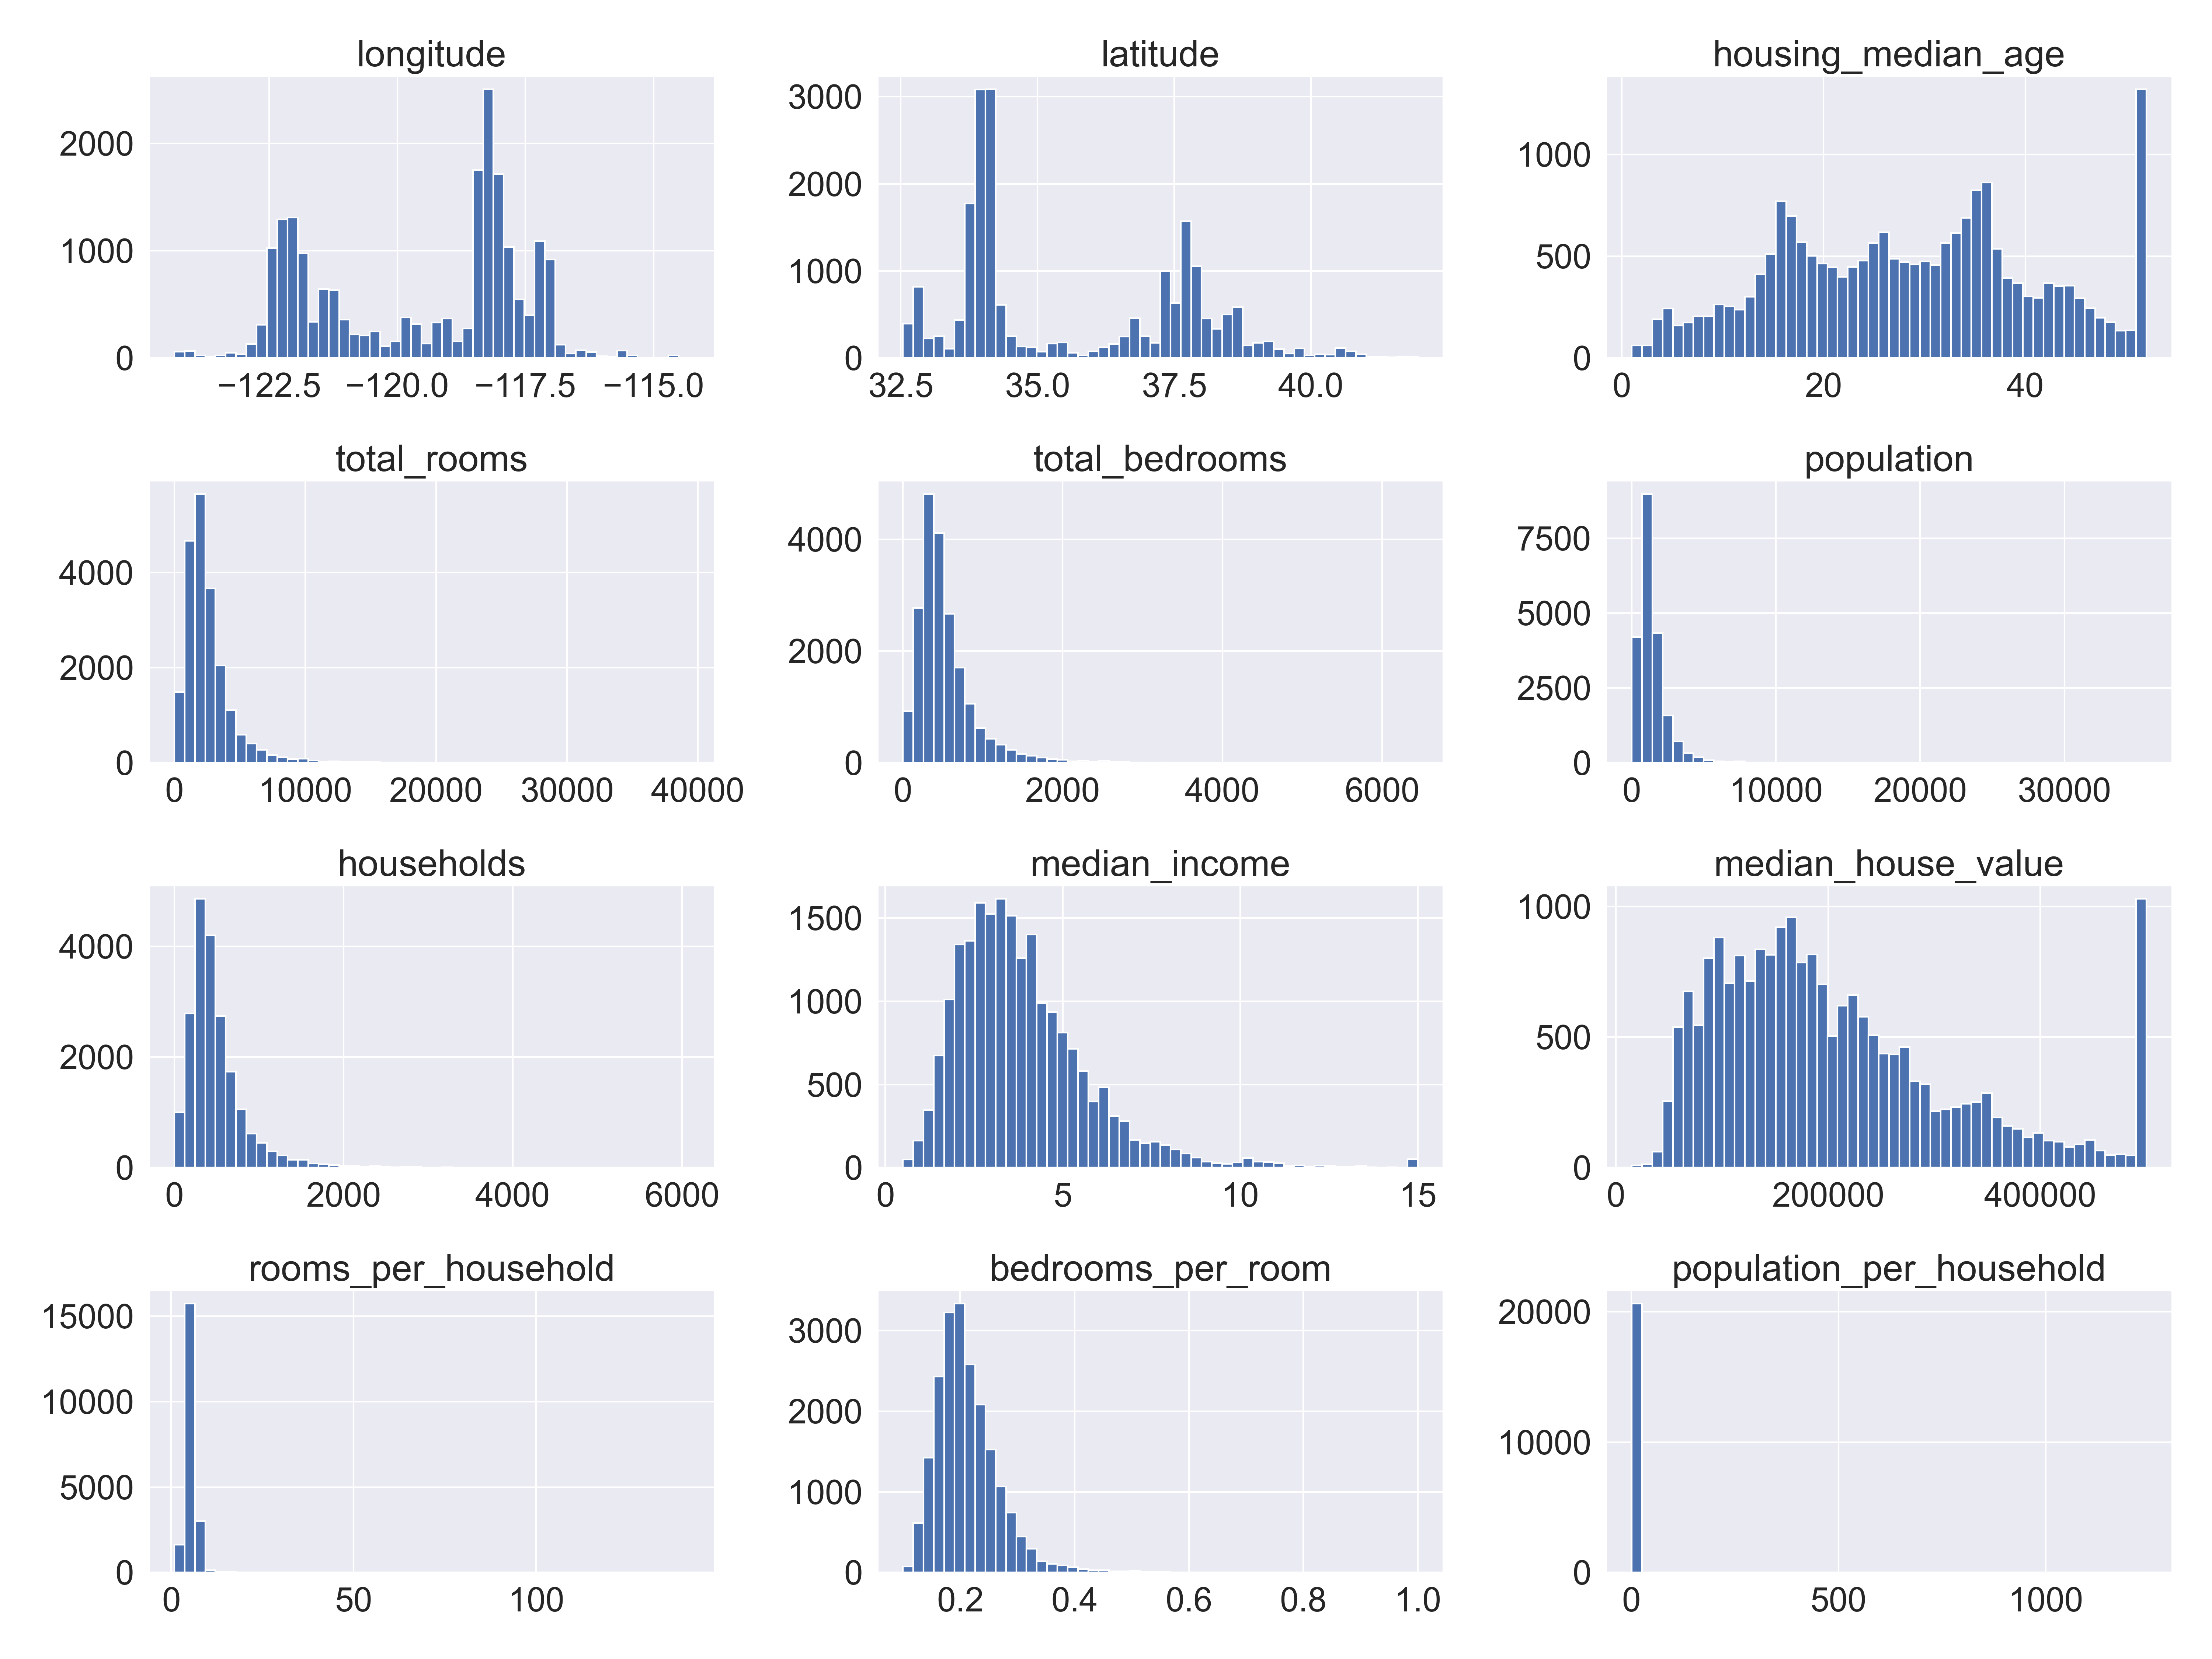 longitude
2000
1000
0
−122.5 −120.0 −117.5 −115.0
latitude
3000
2000
1000
0
32.5 35.0 37.5 40.0
housing_median_age
1000
500
0
0 20 40
total_rooms
4000
2000
0
0 10000 20000 30000 40000
total_bedrooms
4000
2000
0
0 2000 4000 6000
population
7500
5000
2500
0
0 10000 20000 30000
households
4000
2000
0
0 2000 4000 6000
median_income
1500
1000
500
0
0 5 10 15
median_house_value
1000
500
0
0 200000 400000
rooms_per_household
15000
10000
5000
0
0 50 100
bedrooms_per_room
3000
2000
1000
0
0.2 0.4 0.6 0.8 1.0
population_per_household
20000
10000
0
0 500 1000